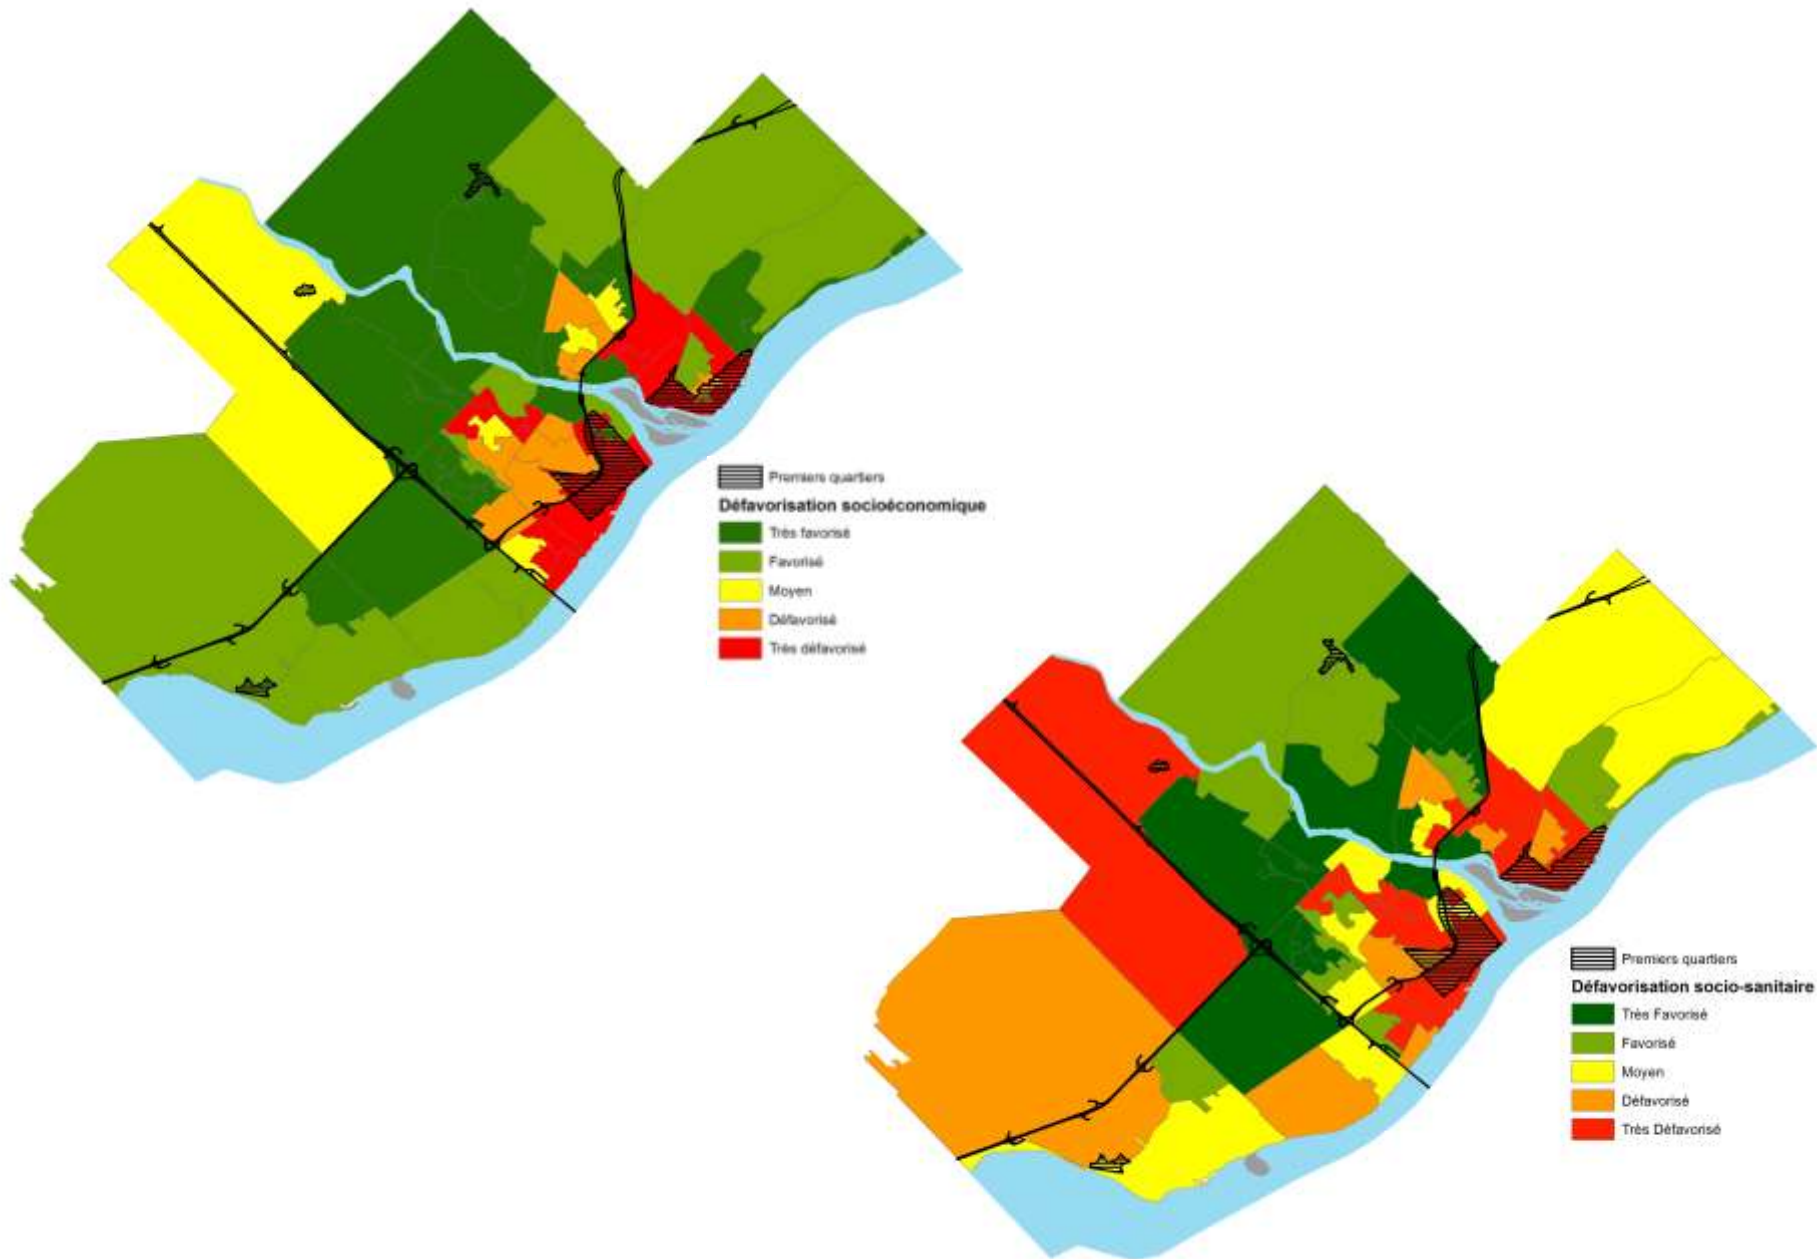 Premiers quartiers
Défavorisation socioéconomique
Très favorisé
Favorisé
Moyen
Défavorisé
Très défavorisé
Premiers quartiers
Défavorisation socio-sanitaire
Très Favorisé
Favorisé
Moyen
Défavorisé
Très Défavorisé